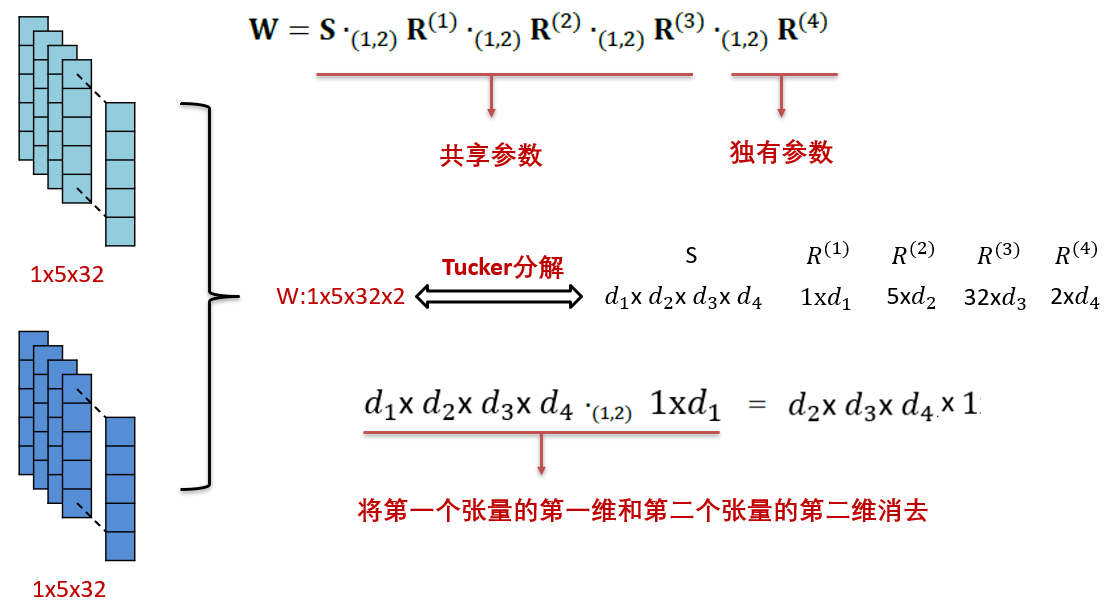 W = S ·₍₁,₂₎ R⁽¹⁾ ·₍₁,₂₎ R⁽²⁾ ·₍₁,₂₎ R⁽³⁾ ·₍₁,₂₎ R⁽⁴⁾
共享参数
独有参数
1x5x32
Tucker分解
S R⁽¹⁾ R⁽²⁾ R⁽³⁾ R⁽⁴⁾
W:1x5x32x2
d₁x d₂x d₃x d₄ 1xd₁ 5xd₂ 32xd₃ 2xd₄
d₁x d₂x d₃x d₄ ·₍₁,₂₎ 1xd₁ = d₂x d₃x d₄ x 1
将第一个张量的第一维和第二个张量的第二维消去
1x5x32